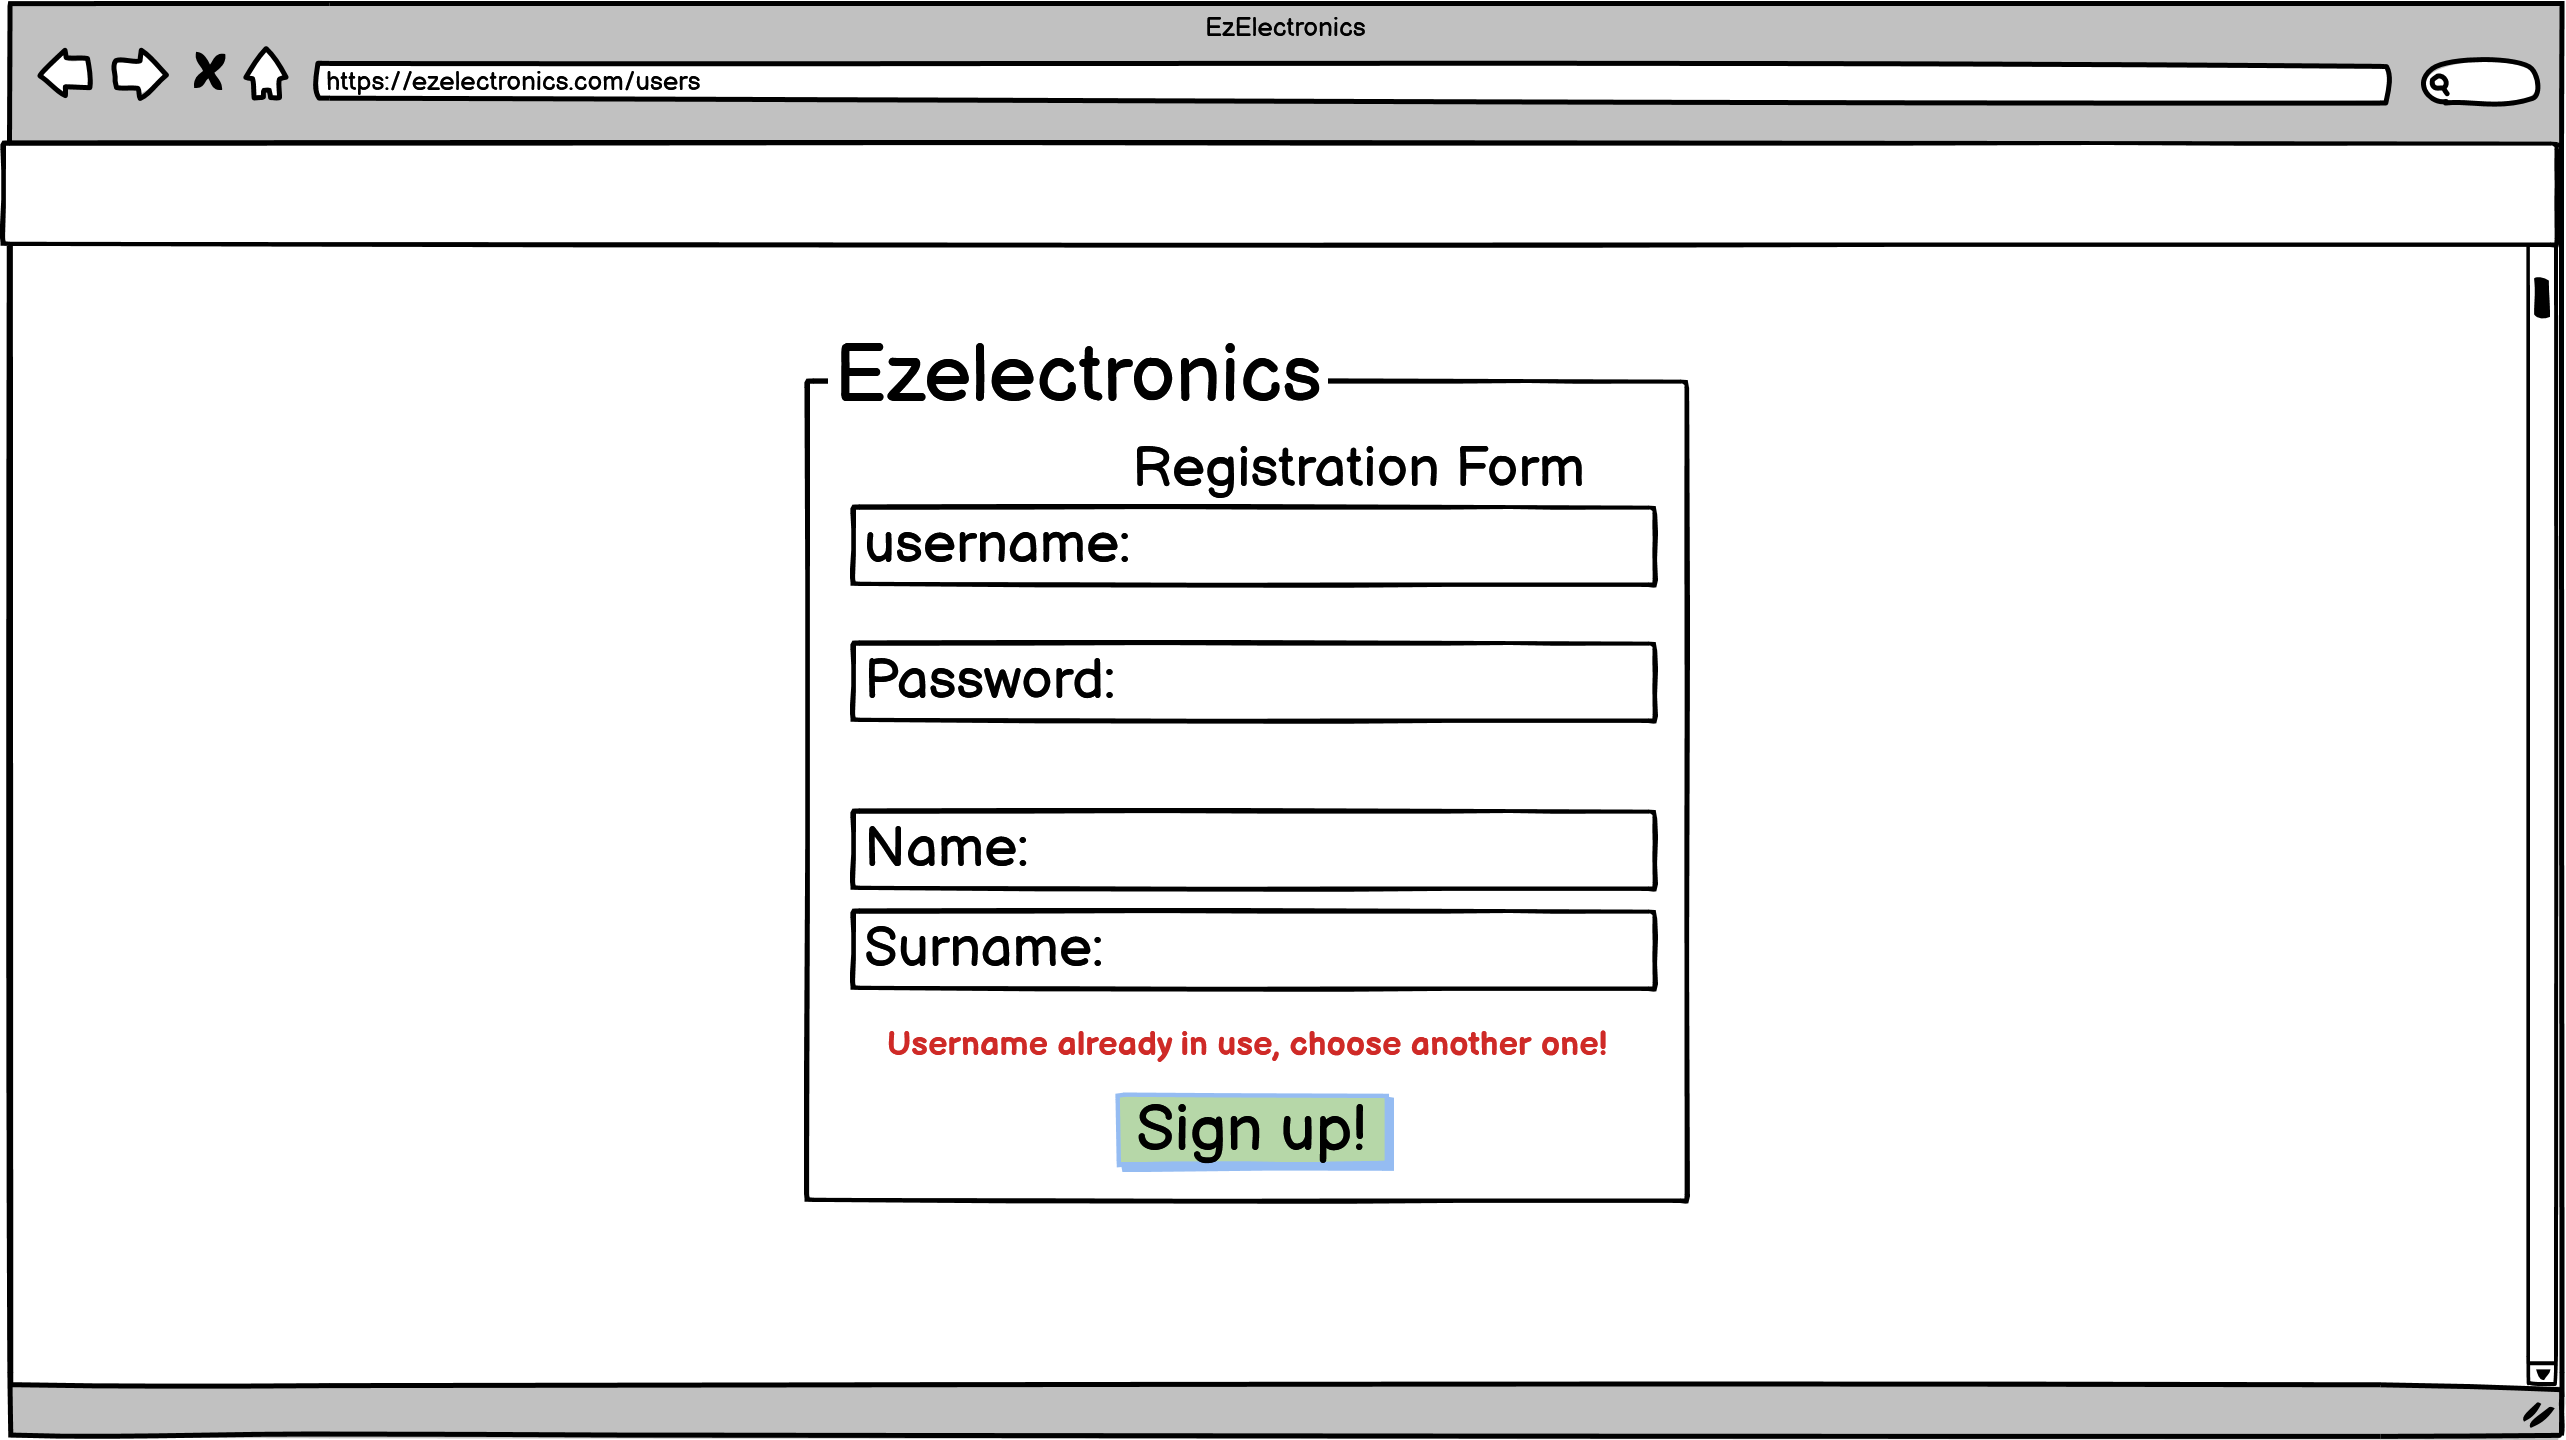 EzElectronics
https://ezelectronics.com/users
Ezelectronics
Registration Form
username:
Password:
Name:
Surname:
Username already in use, choose another one!
Sign up!